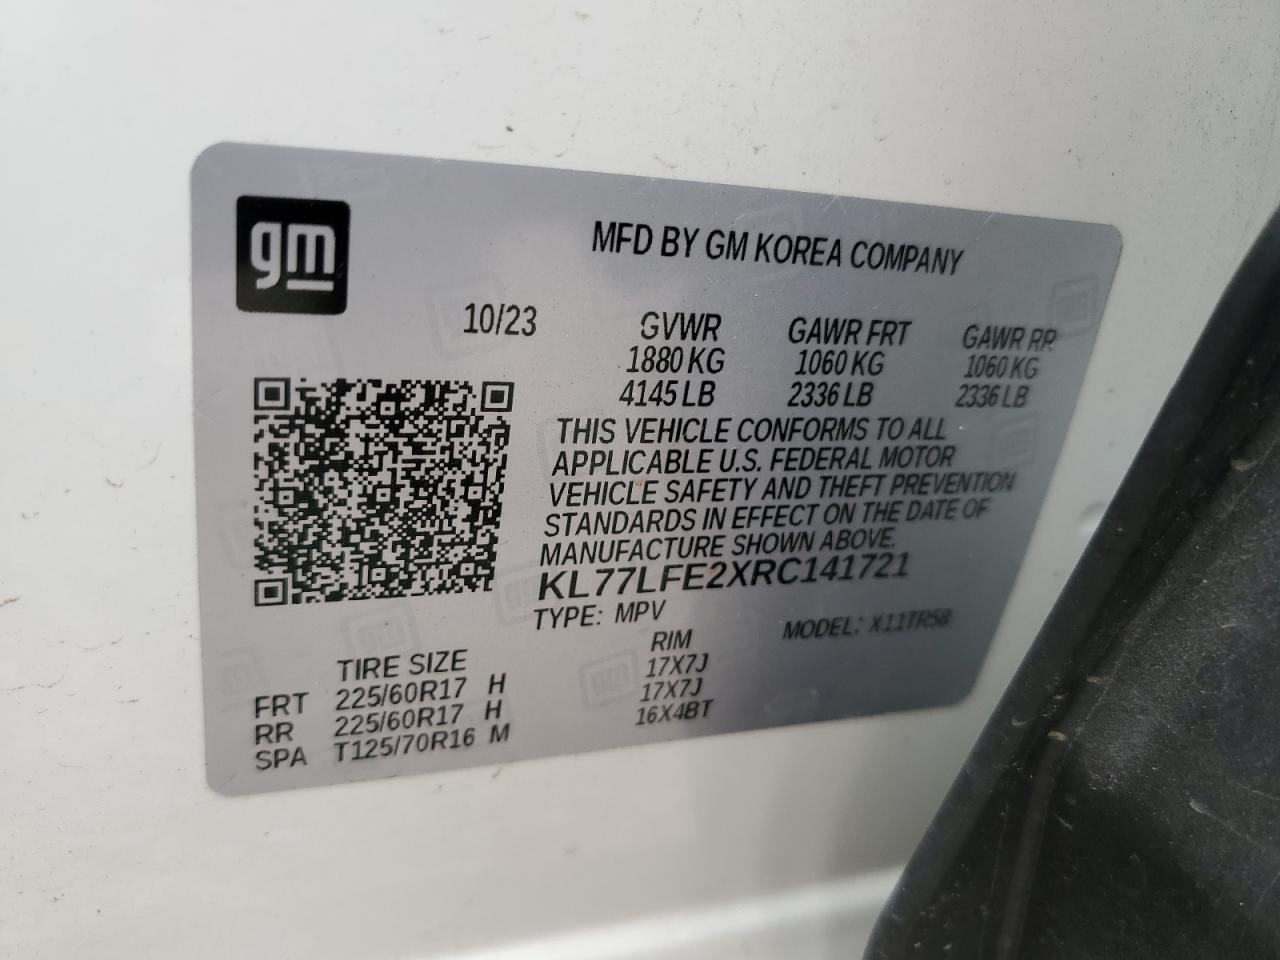 gm
MFD BY GM KOREA COMPANY
10/23 GVWR GAWR FRT GAWR RR
1880 KG 1060 KG 1060 KG
4145 LB 2336 LB 2336 LB
THIS VEHICLE CONFORMS TO ALL
APPLICABLE U.S. FEDERAL MOTOR
VEHICLE SAFETY AND THEFT PREVENTION
STANDARDS IN EFFECT ON THE DATE OF
MANUFACTURE SHOWN ABOVE.
KL77LFE2XRC141721
TYPE: MPV MODEL: X11TR58
TIRE SIZE RIM
FRT 225/60R17 H 17X7J
RR 225/60R17 H 17X7J
SPA T125/70R16 M 16X4BT